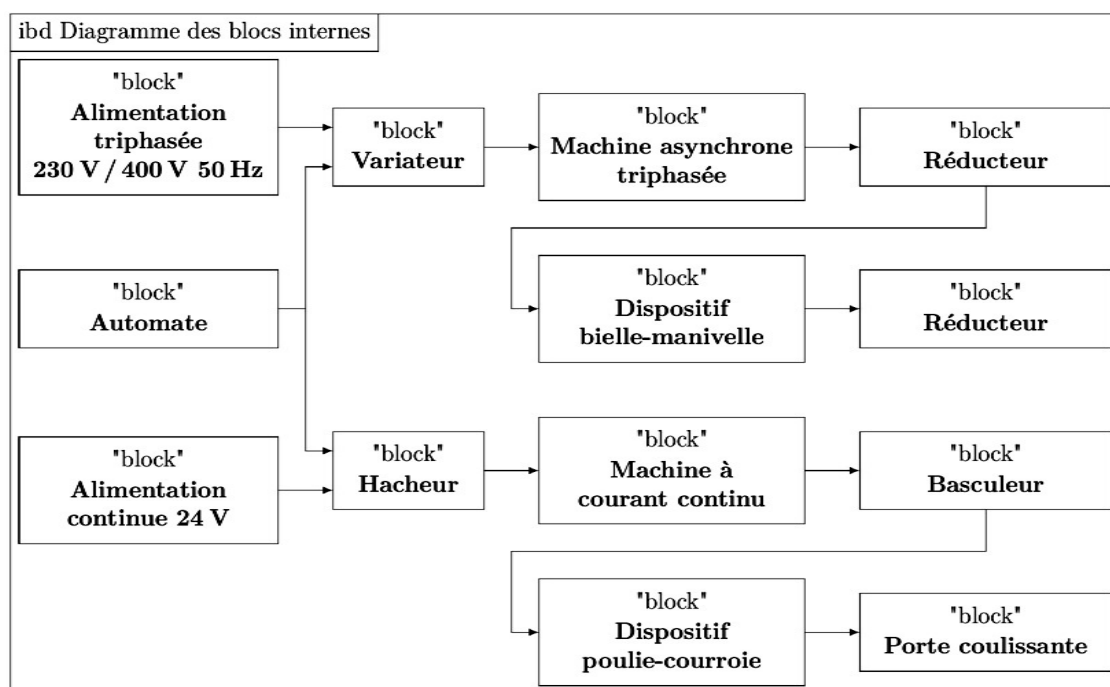 ibd Diagramme des blocs internes
"block"
Alimentation
triphasée
230 V / 400 V 50 Hz
"block"
Variateur
"block"
Machine asynchrone
triphasée
"block"
Réducteur
"block"
Automate
"block"
Dispositif
bielle-manivelle
"block"
Réducteur
"block"
Alimentation
continue 24 V
"block"
Hacheur
"block"
Machine à
courant continu
"block"
Basculeur
"block"
Dispositif
poulie-courroie
"block"
Porte coulissante